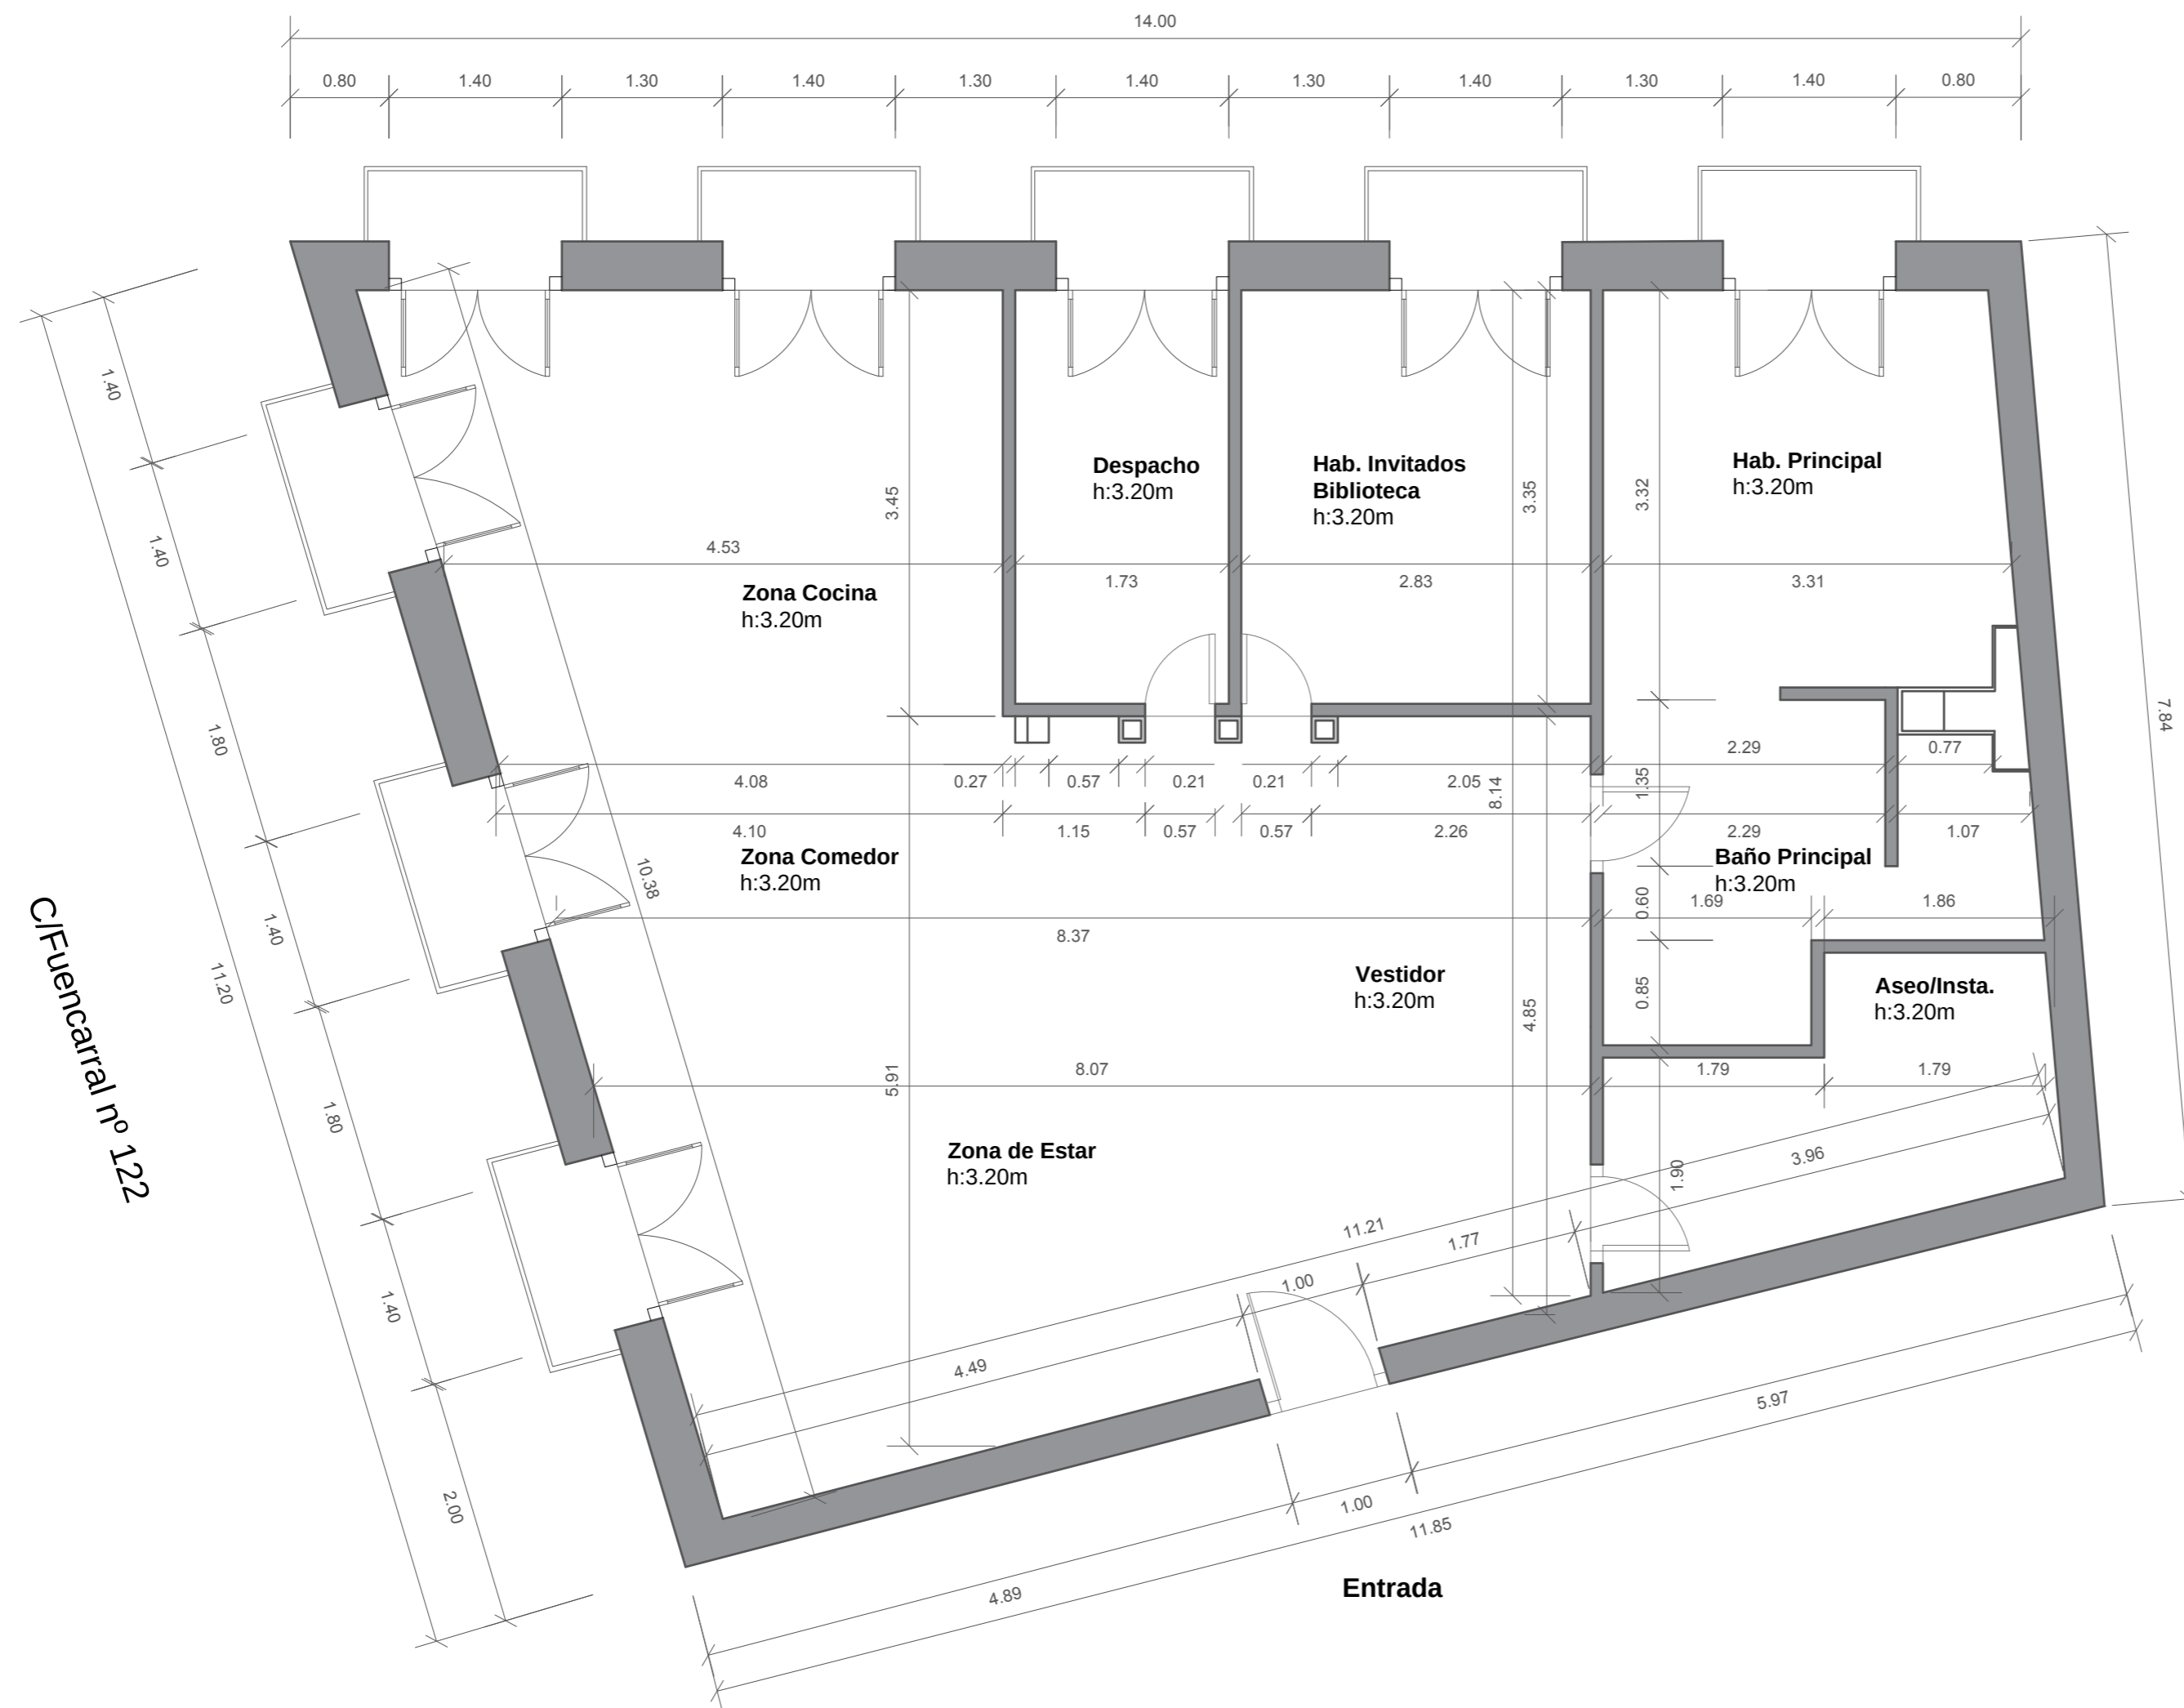 14.00
0.80 1.40 1.30 1.40 1.30 1.40 1.30 1.40 1.30 1.40 0.80
1.40
1.40
1.80
1.40
1.80
1.40
2.00
11.20
10.38
C/Fuencarral nº 122
7.84
Despacho
h:3.20m
Hab. Invitados
Biblioteca
h:3.20m
Hab. Principal
h:3.20m
3.45
3.35
3.32
4.53
1.73
2.83
3.31
Zona Cocina
h:3.20m
2.29
0.77
4.08
0.27
0.57
0.21
0.21
2.05
8.14
1.35
4.10
1.15
0.57
0.57
2.26
2.29
1.07
Zona Comedor
h:3.20m
Baño Principal
h:3.20m
0.60
1.69
1.86
8.37
Vestidor
h:3.20m
Aseo/Insta.
h:3.20m
0.85
4.85
5.91
8.07
1.79
1.79
Zona de Estar
h:3.20m
1.90
3.96
11.21
1.77
1.00
4.49
5.97
1.00
11.85
4.89
Entrada